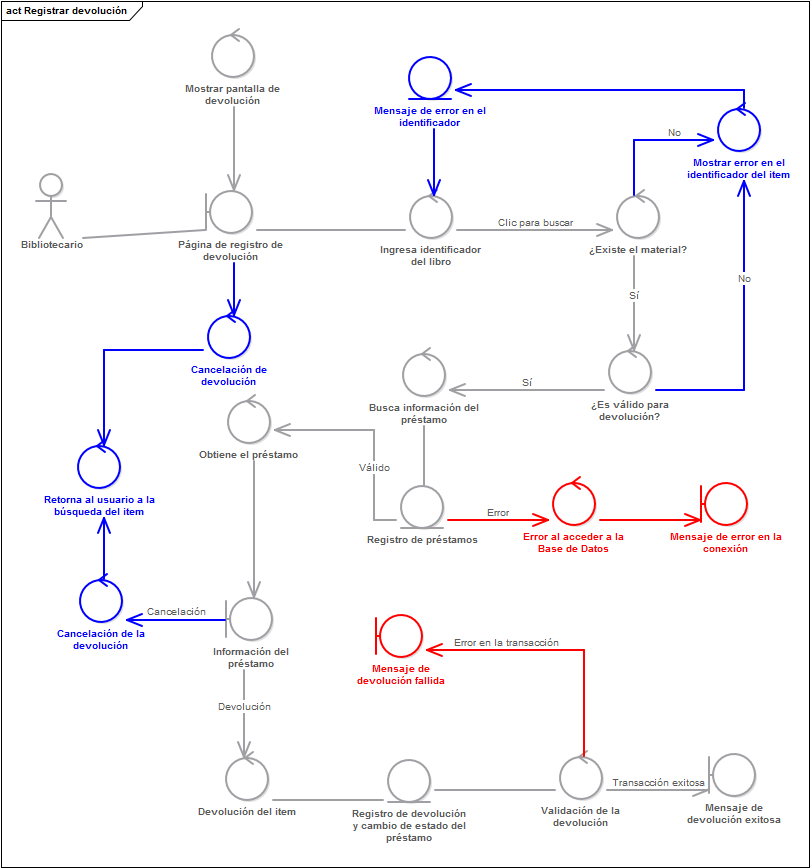 act Registrar devolución
Mostrar pantalla de
devolución
Mensaje de error en el
identificador
Mostrar error en el
identificador del item
No
Bibliotecario
Página de registro de
devolución
Ingresa identificador
del libro
Clic para buscar
¿Existe el material?
No
Sí
Cancelación de
devolución
Busca información del
préstamo
Sí
¿Es válido para
devolución?
Obtiene el préstamo
Válido
Retorna al usuario a la
búsqueda del item
Registro de préstamos
Error
Error al acceder a la
Base de Datos
Mensaje de error en la
conexión
Cancelación de la
devolución
Cancelación
Información del
préstamo
Mensaje de
devolución fallida
Error en la transacción
Devolución
Devolución del item
Registro de devolución
y cambio de estado del
préstamo
Validación de la
devolución
Transacción exitosa
Mensaje de
devolución exitosa